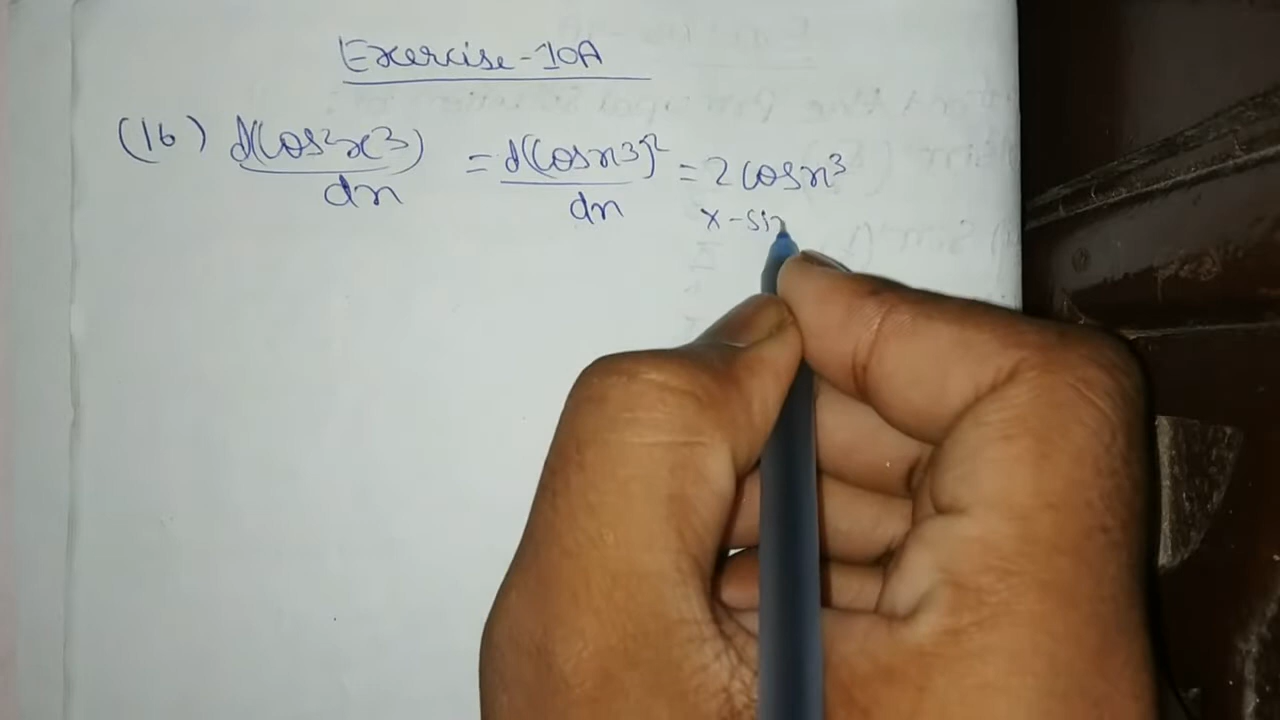 Exercise-10A
(16) d(cos²x³)/dx = d(cosx³)²/dx = 2cosx³
x-sin